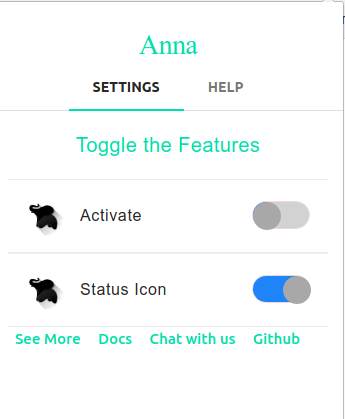 Anna
SETTINGS HELP
Toggle the Features
Activate
Status Icon
See More Docs Chat with us Github